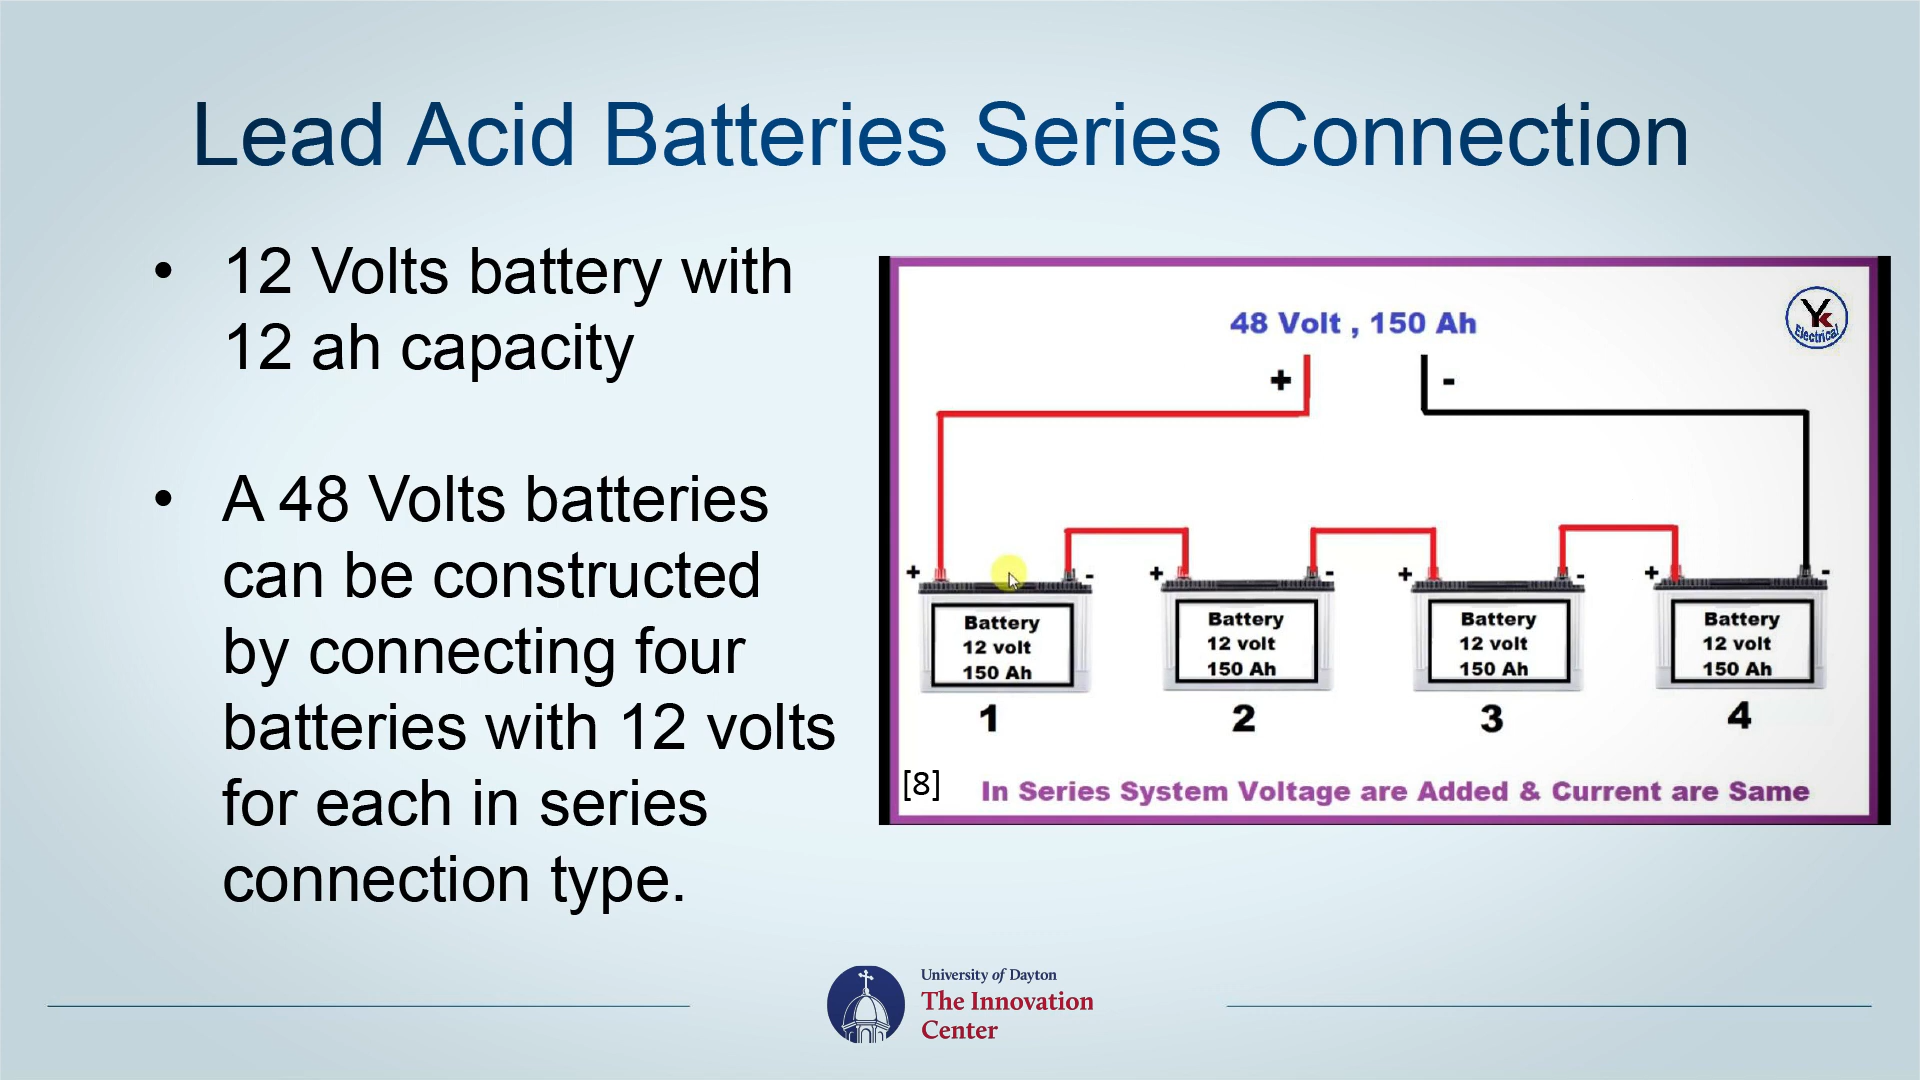 Lead Acid Batteries Series Connection
• 12 Volts battery with
12 ah capacity
• A 48 Volts batteries
can be constructed
by connecting four
batteries with 12 volts
for each in series
connection type.
48 Volt , 150 Ah
+ -
YK
Electrical
+ - + - + - + -
Battery
12 volt
150 Ah
1
Battery
12 volt
150 Ah
2
Battery
12 volt
150 Ah
3
Battery
12 volt
150 Ah
4
[8]
In Series System Voltage are Added & Current are Same
University of Dayton
The Innovation
Center